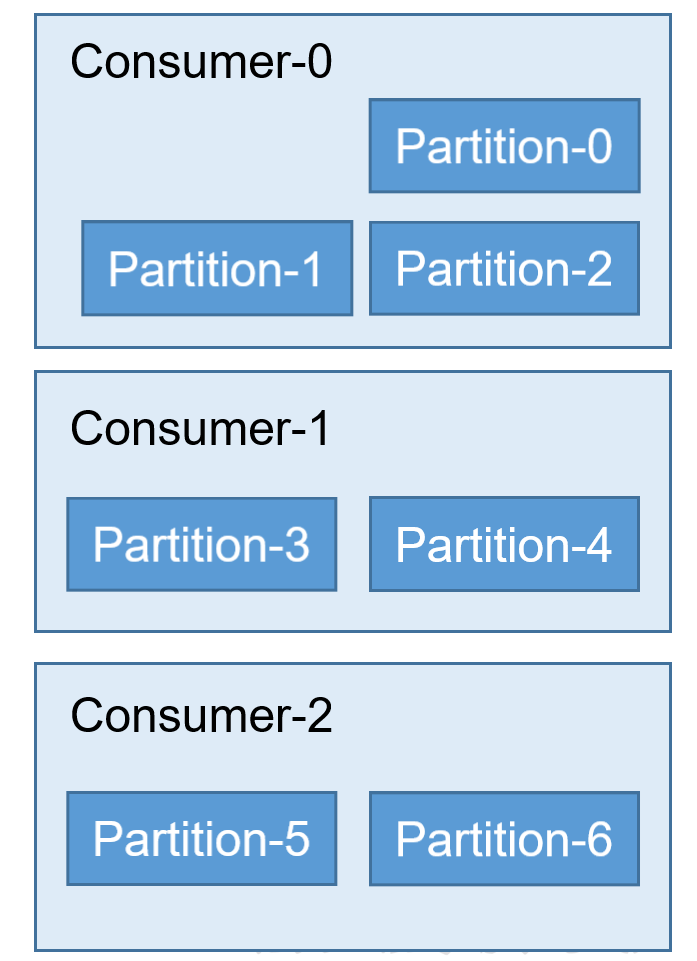 Consumer-0
Partition-0
Partition-1 Partition-2
Consumer-1
Partition-3 Partition-4
Consumer-2
Partition-5 Partition-6